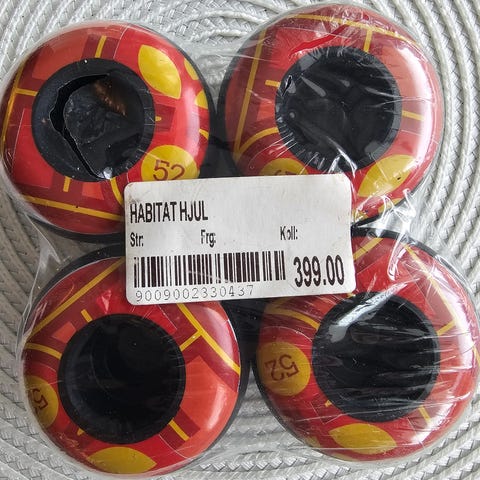 52
HABITAT HJUL
Str: Frg: Koll:
399.00
9009002330437
52
52